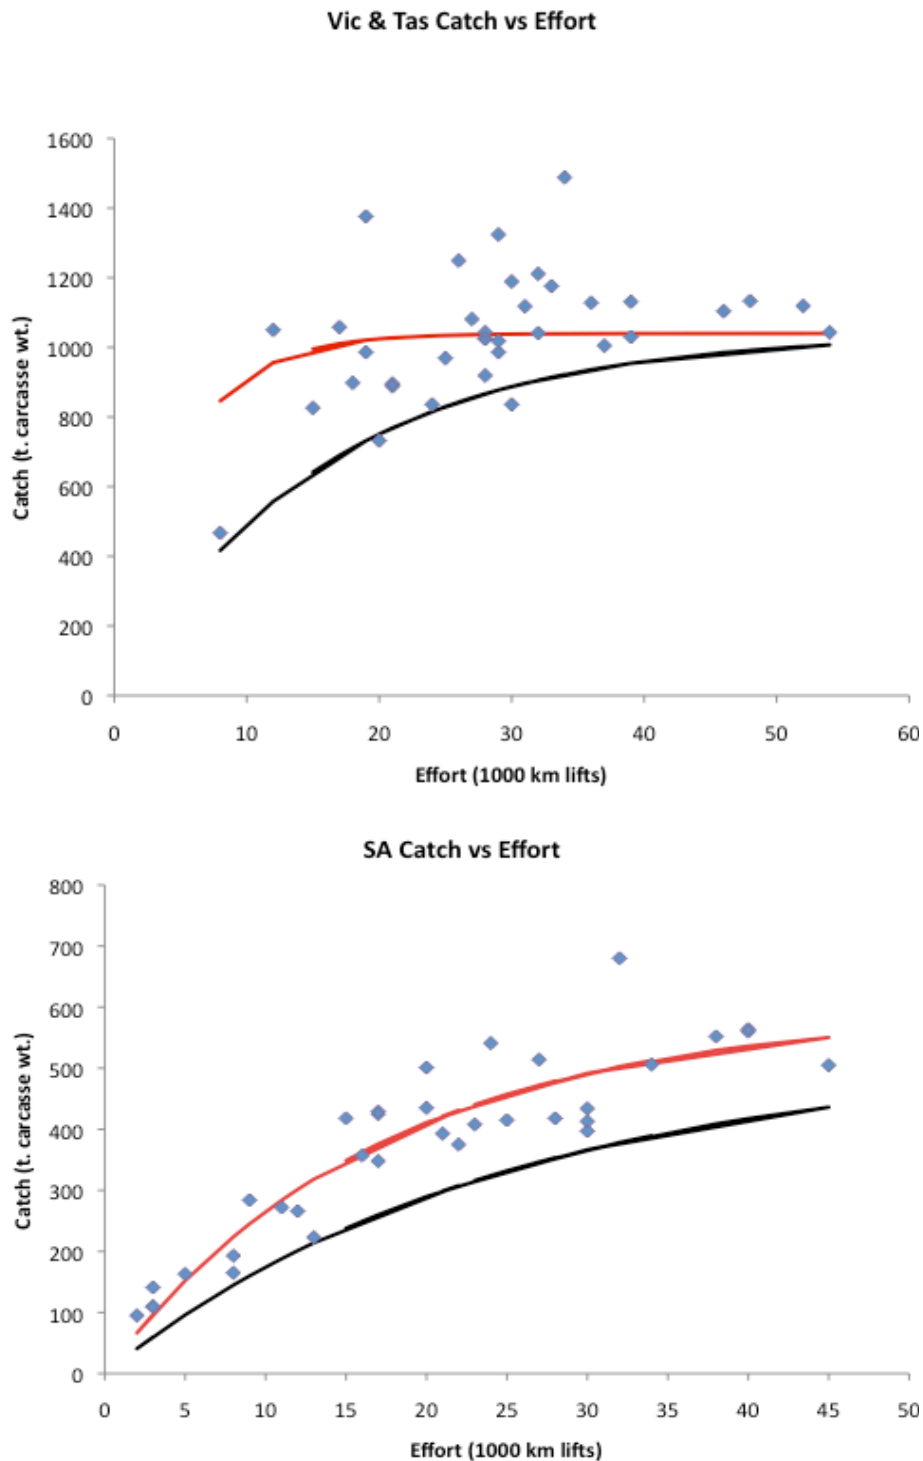 Vic & Tas Catch vs Effort
1600
1400
1200
1000
800
600
400
200
0
Catch (t. carcasse wt.)
0 10 20 30 40 50 60
Effort (1000 km lifts)
SA Catch vs Effort
800
700
600
500
400
300
200
100
0
Catch (t. carcasse wt.)
0 5 10 15 20 25 30 35 40 45 50
Effort (1000 km lifts)